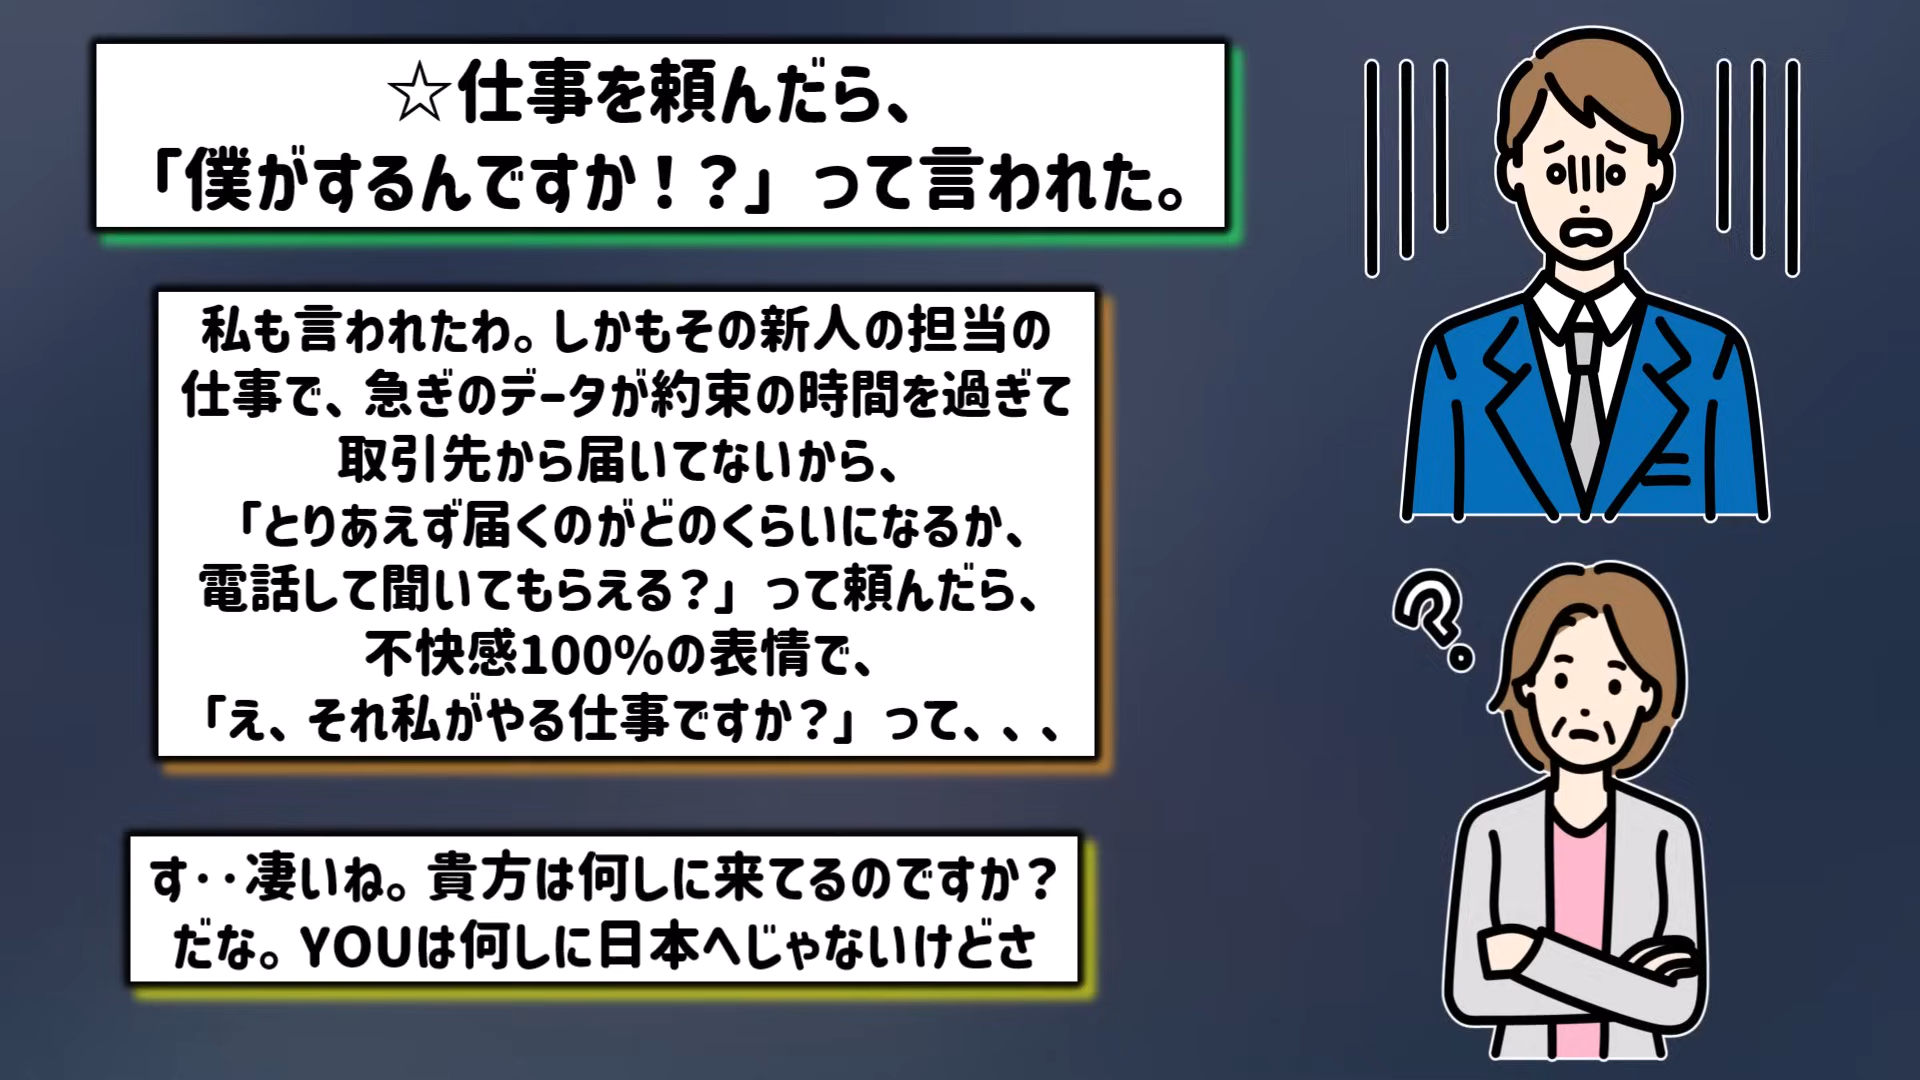 ☆仕事を頼んだら、
「僕がするんですか！？」って言われた。
私も言われたわ。しかもその新人の担当の
仕事で、急ぎのデータが約束の時間を過ぎて
取引先から届いてないから、
「とりあえず届くのがどのくらいになるか、
電話して聞いてもらえる？」って頼んだら、
不快感100%の表情で、
「え、それ私がやる仕事ですか？」って、、、
す‥凄いね。貴方は何しに来てるのですか？
だな。YOUは何しに日本へじゃないけどさ